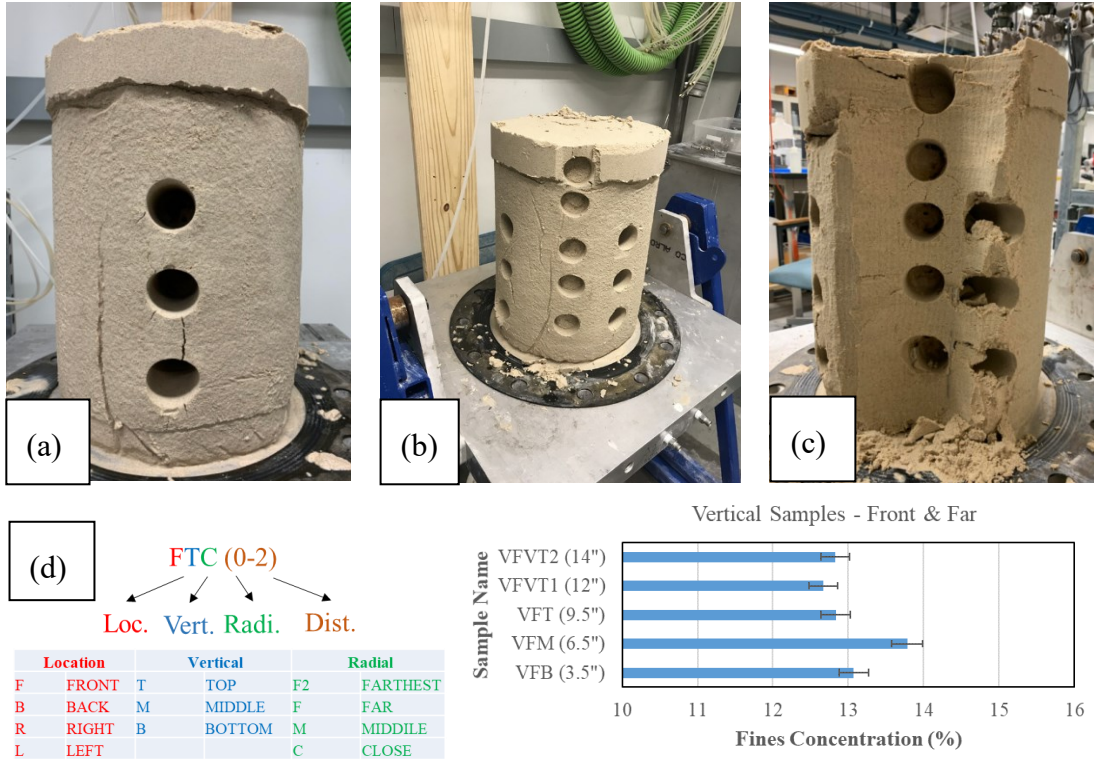 (a)
(b)
CO ALRO
(c)
(d)
FTC (0-2)
Loc. Vert. Radi. Dist.
Location Vertical Radial
F FRONT T TOP F2 FARTHEST
B BACK M MIDDLE F FAR
R RIGHT B BOTTOM M MIDDILE
L LEFT C CLOSE
Vertical Samples - Front & Far
Sample Name
VFVT2 (14")
VFVT1 (12")
VFT (9.5")
VFM (6.5")
VFB (3.5")
10 11 12 13 14 15 16
Fines Concentration (%)